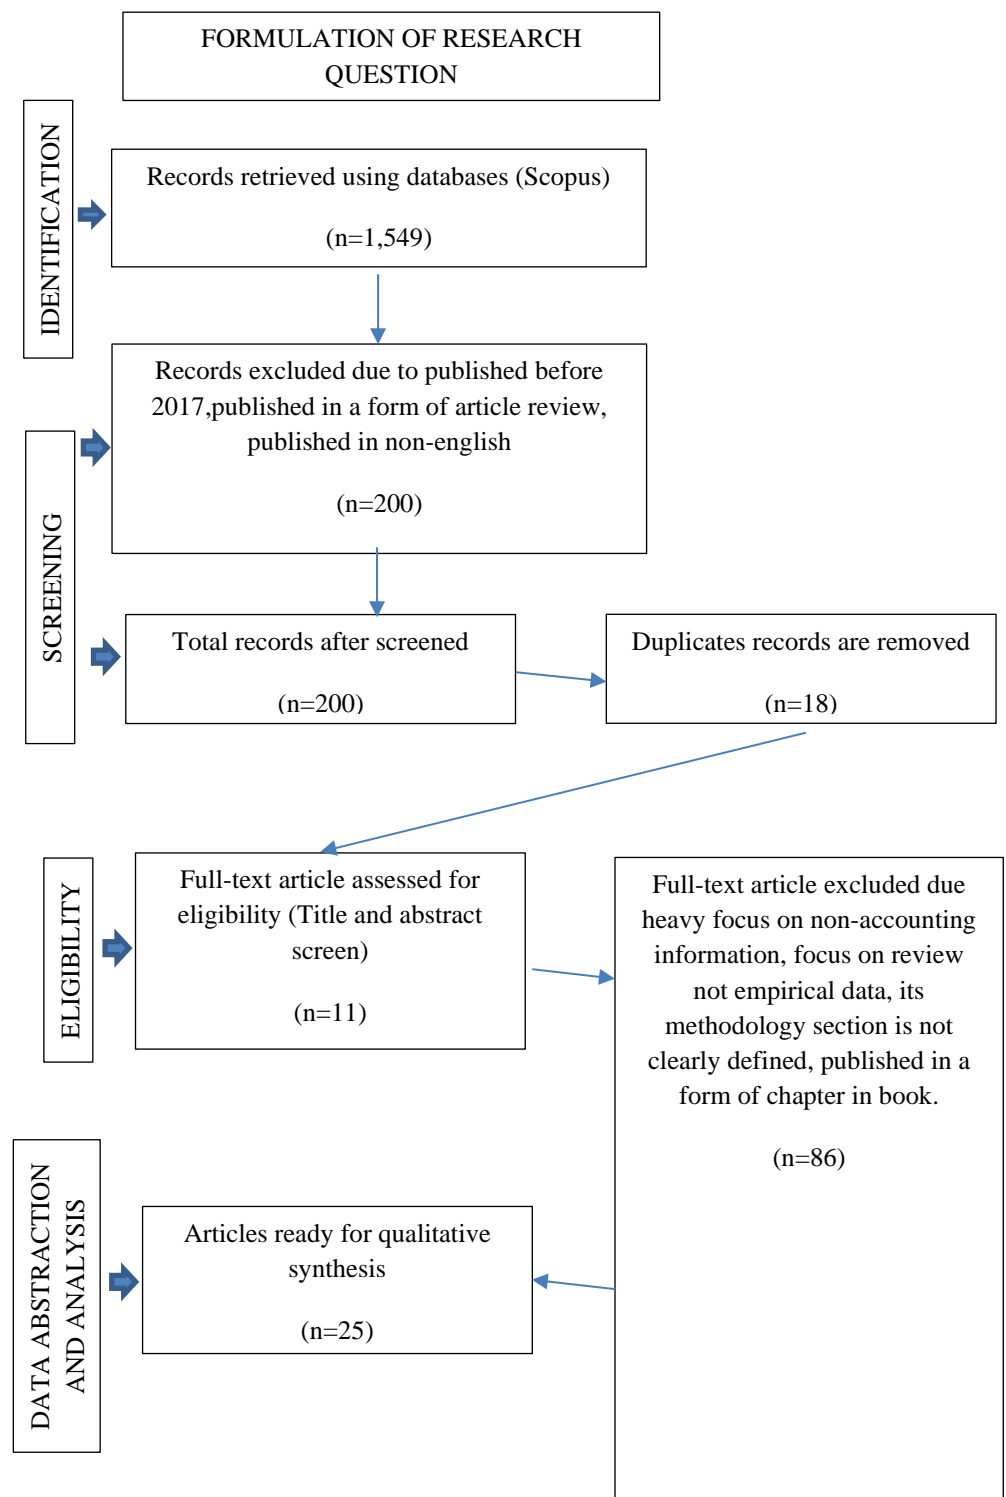 FORMULATION OF RESEARCH
QUESTION
IDENTIFICATION
Records retrieved using databases (Scopus)
(n=1,549)
Records excluded due to published before
2017,published in a form of article review,
published in non-english
(n=200)
SCREENING
Total records after screened
(n=200)
Duplicates records are removed
(n=18)
ELIGIBILITY
Full-text article assessed for
eligibility (Title and abstract
screen)
(n=11)
Full-text article excluded due
heavy focus on non-accounting
information, focus on review
not empirical data, its
methodology section is not
clearly defined, published in a
form of chapter in book.
(n=86)
DATA ABSTRACTION
AND ANALYSIS
Articles ready for qualitative
synthesis
(n=25)